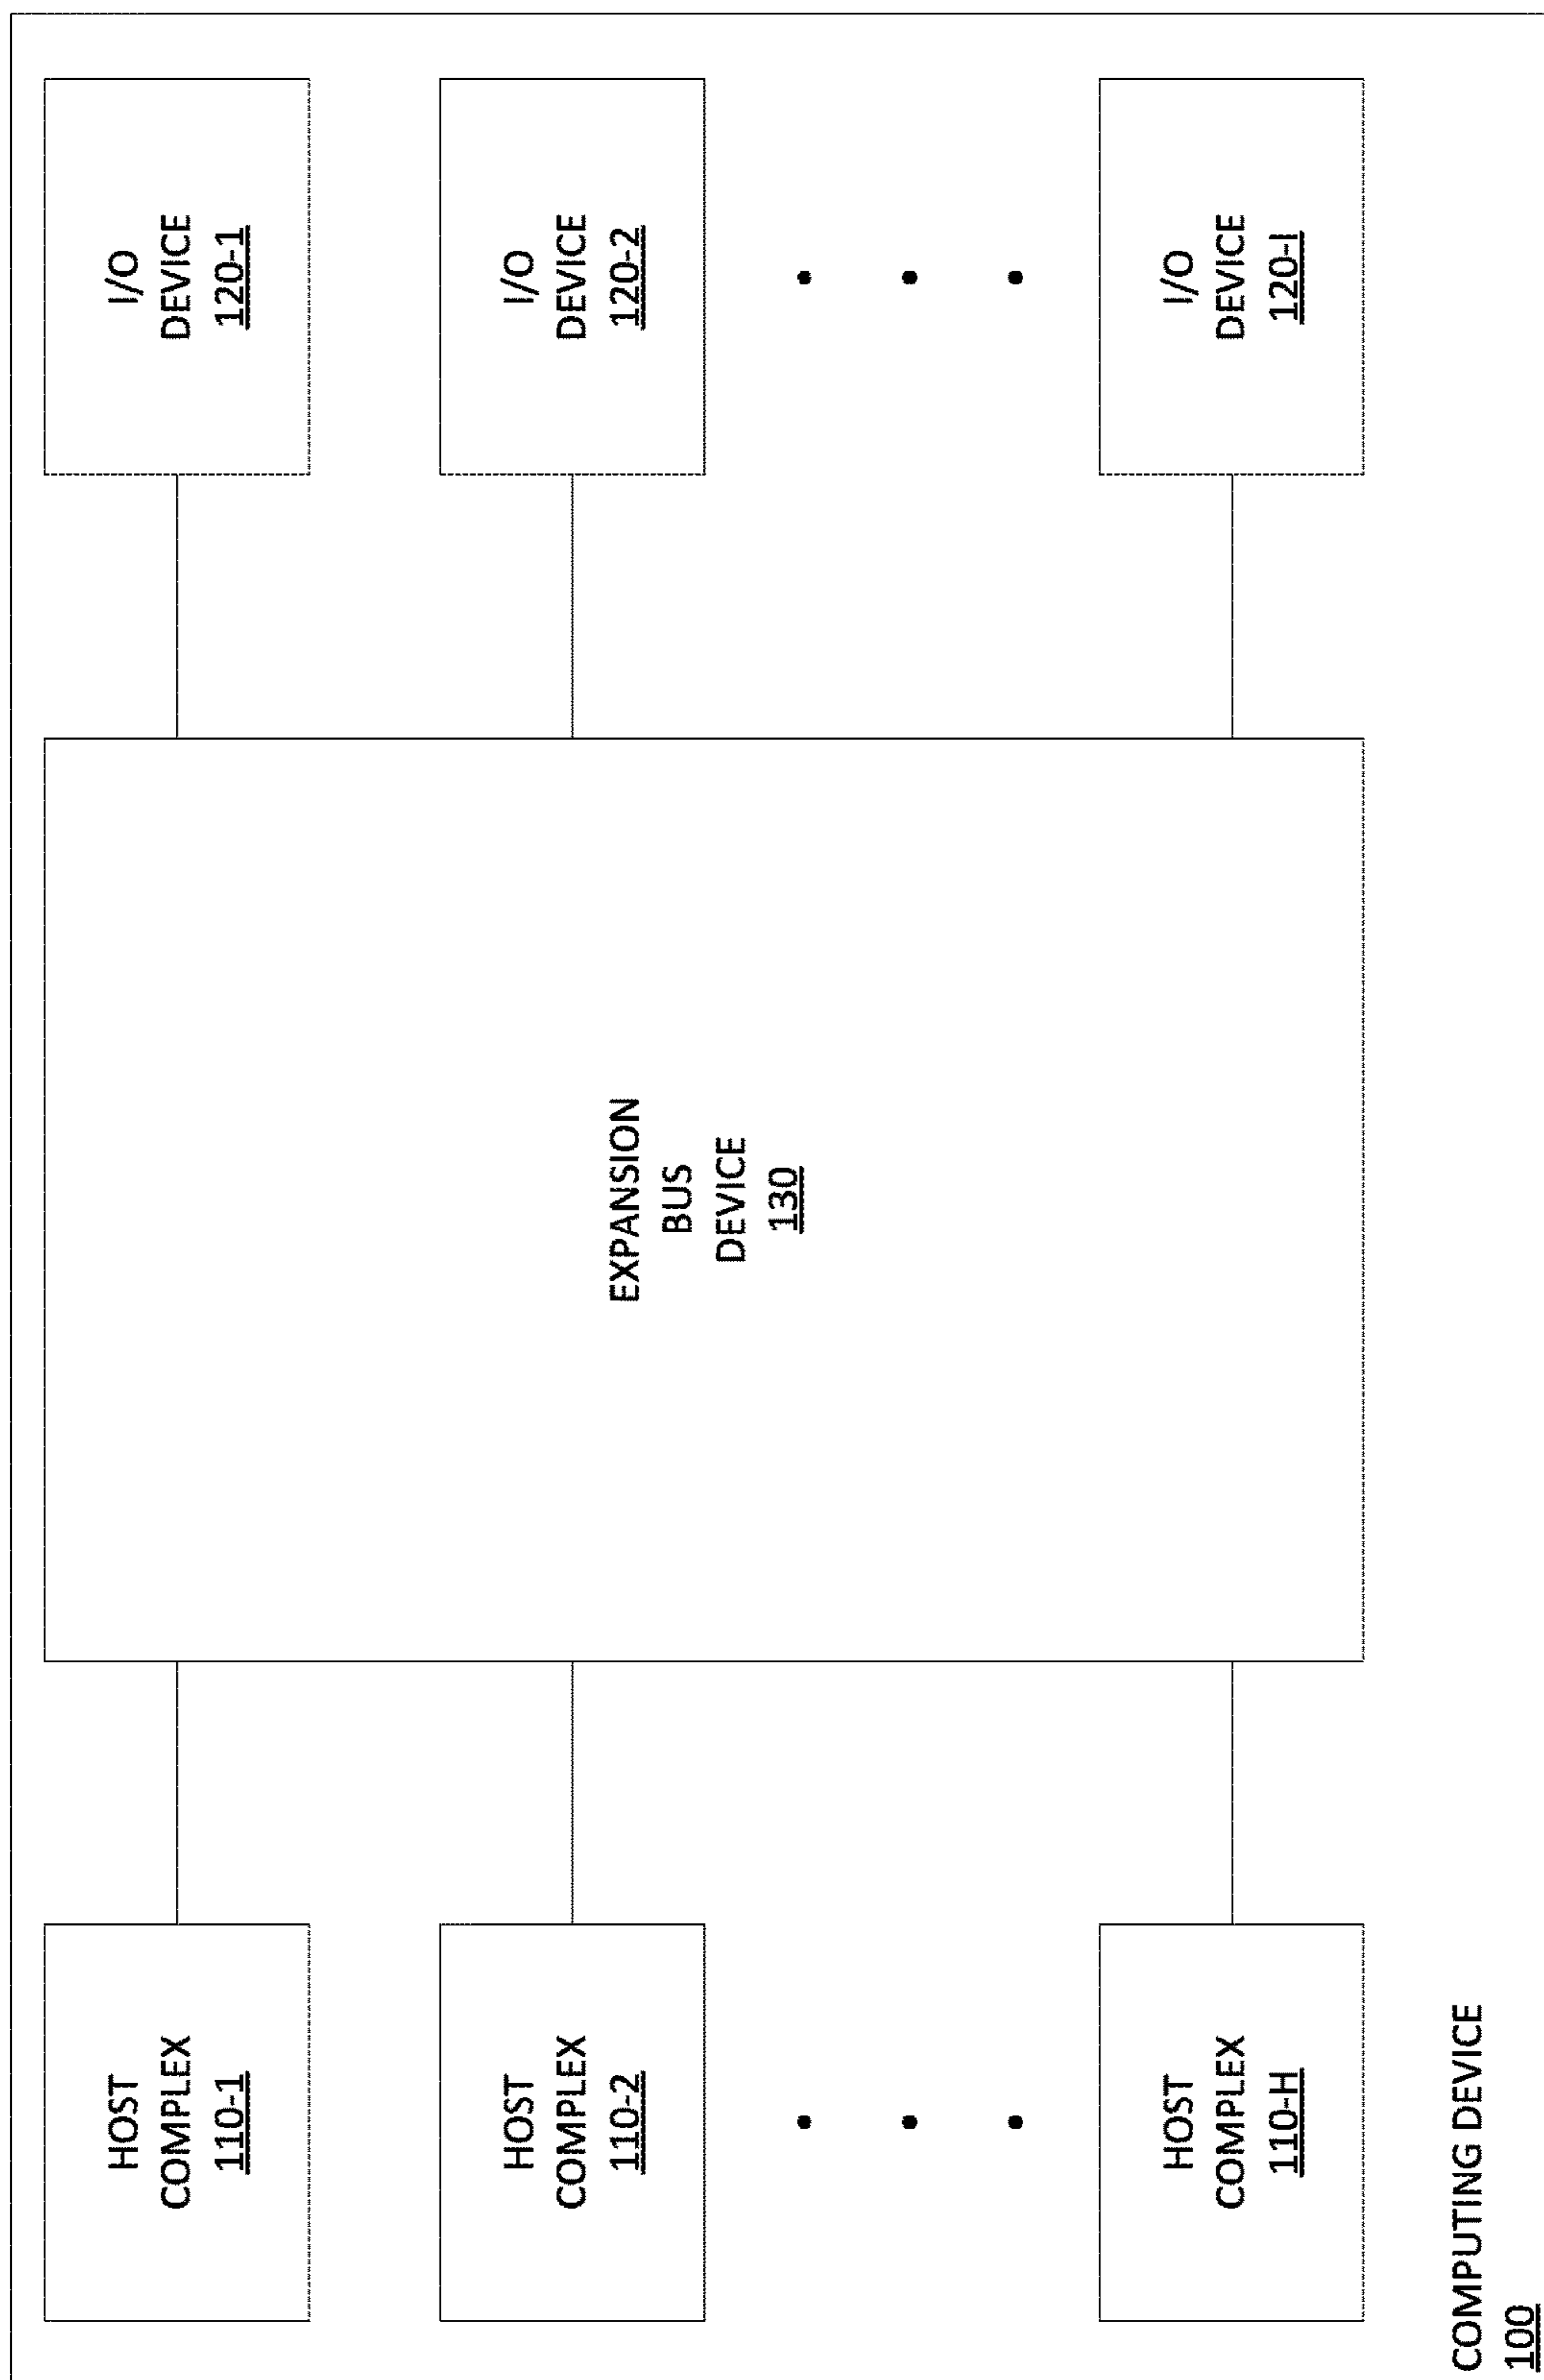 HOST
COMPLEX
110-1
HOST
COMPLEX
110-2
HOST
COMPLEX
110-H
EXPANSION
BUS
DEVICE
130
I/O
DEVICE
120-1
I/O
DEVICE
120-2
I/O
DEVICE
120-I
COMPUTING DEVICE
100